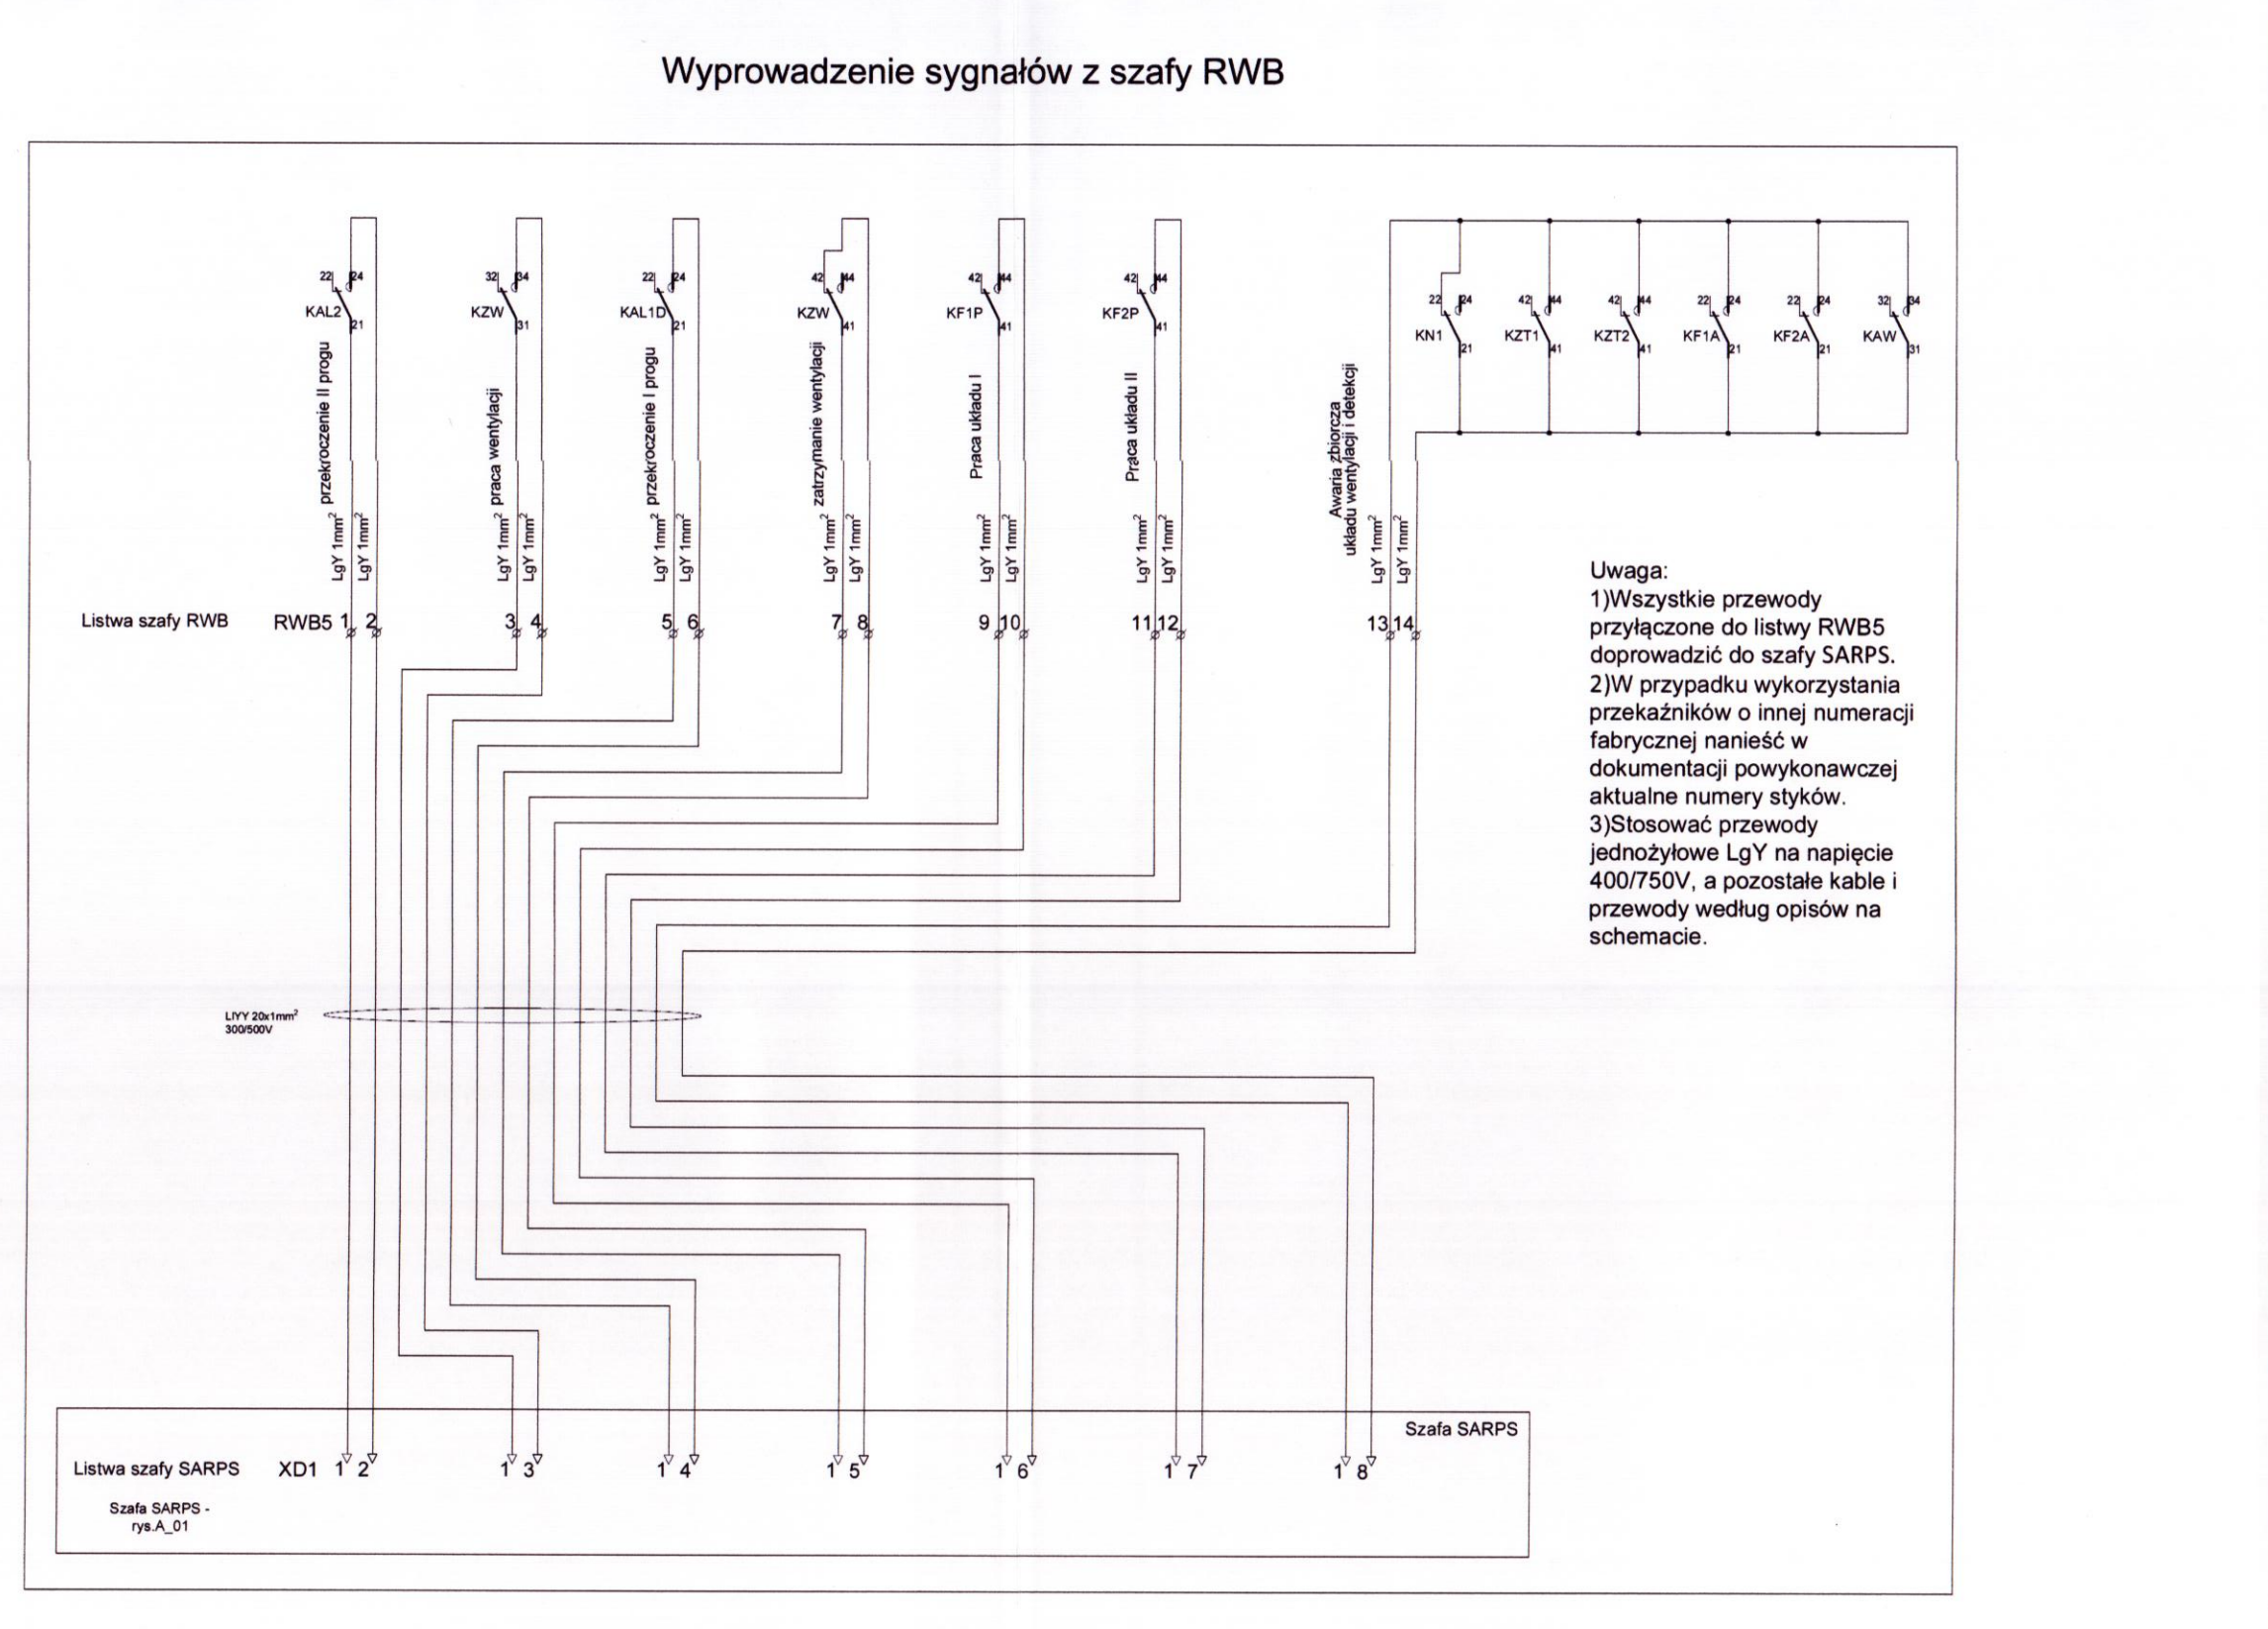 Wyprowadzenie sygnałów z szafy RWB
22 24
KAL2
21
32 34
KZW
31
22 24
KAL1D
21
42 44
KZW
41
42 44
KF1P
41
42 44
KF2P
41
22 24
KN1
21
42 44
KZT1
41
42 44
KZT2
41
22 24
KF1A
21
22 24
KF2A
21
32 34
KAW
31
przekroczenie II progu
praca wentylacji
przekroczenie I progu
zatrzymanie wentylacji
Praca układu I
Praca układu II
Awaria zbiorcza
układu wentylacji i detekcji
LgY 1mm²
LgY 1mm²
LgY 1mm²
LgY 1mm²
LgY 1mm²
LgY 1mm²
LgY 1mm²
LgY 1mm²
LgY 1mm²
LgY 1mm²
LgY 1mm²
LgY 1mm²
LgY 1mm²
LgY 1mm²
Listwa szafy RWB RWB5 1 2 3 4 5 6 7 8 9 10 11 12 13 14
Uwaga:
1)Wszystkie przewody
przyłączone do listwy RWB5
doprowadzić do szafy SARPS.
2)W przypadku wykorzystania
przekaźników o innej numeracji
fabrycznej nanieść w
dokumentacji powykonawczej
aktualne numery styków.
3)Stosować przewody
jednożyłowe LgY na napięcie
400/750V, a pozostałe kable i
przewody według opisów na
schemacie.
LIYY 20x1mm²
300/500V
Szafa SARPS
Listwa szafy SARPS XD1 1 2 1 3 1 4 1 5 1 6 1 7 1 8
Szafa SARPS -
rys.A_01